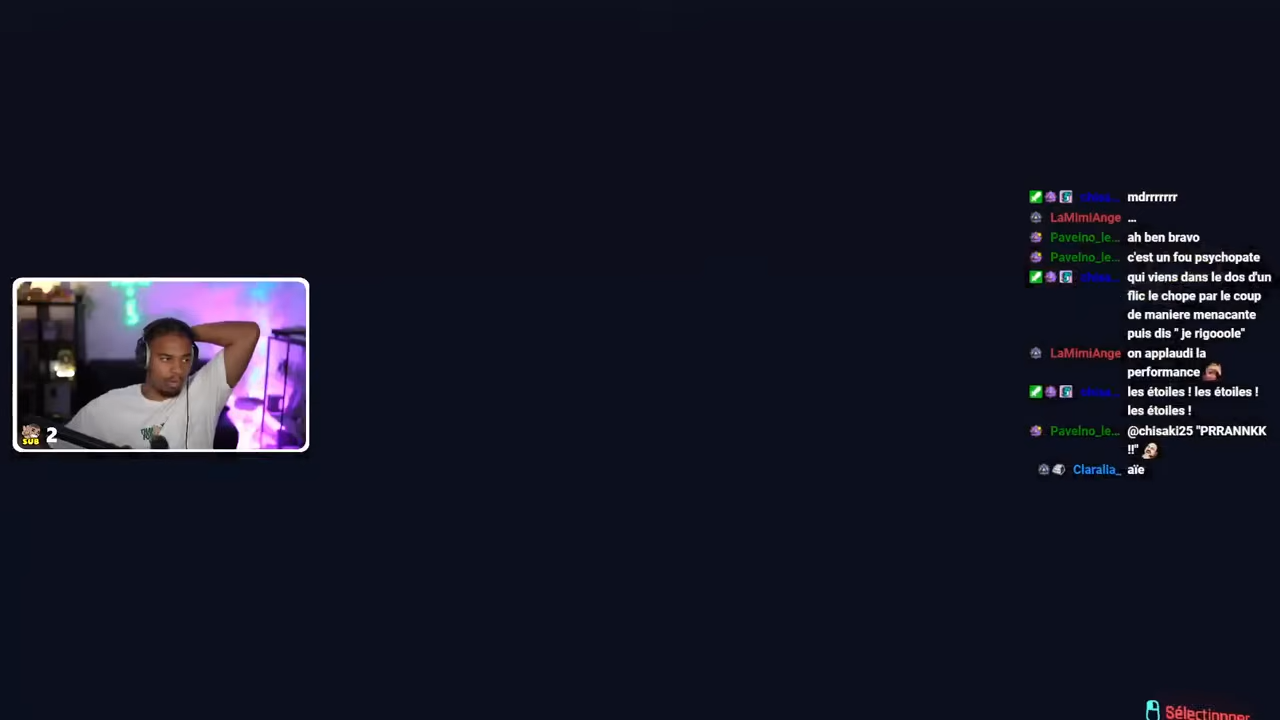 mdrrrrrrr
LaMimiAnge ...
Pavelno_le... ah ben bravo
Pavelno_le... c'est un fou psychopate
qui viens dans le dos d'un
flic le chope par le coup
de maniere menacante
puis dis " je rigooole"
LaMimiAnge on applaudi la
performance
les étoiles ! les étoiles !
les étoiles !
Pavelno_le... @chisaki25 "PRRANNKK
!!"
Claralla_ aïe
SUB 2
Sélectionner